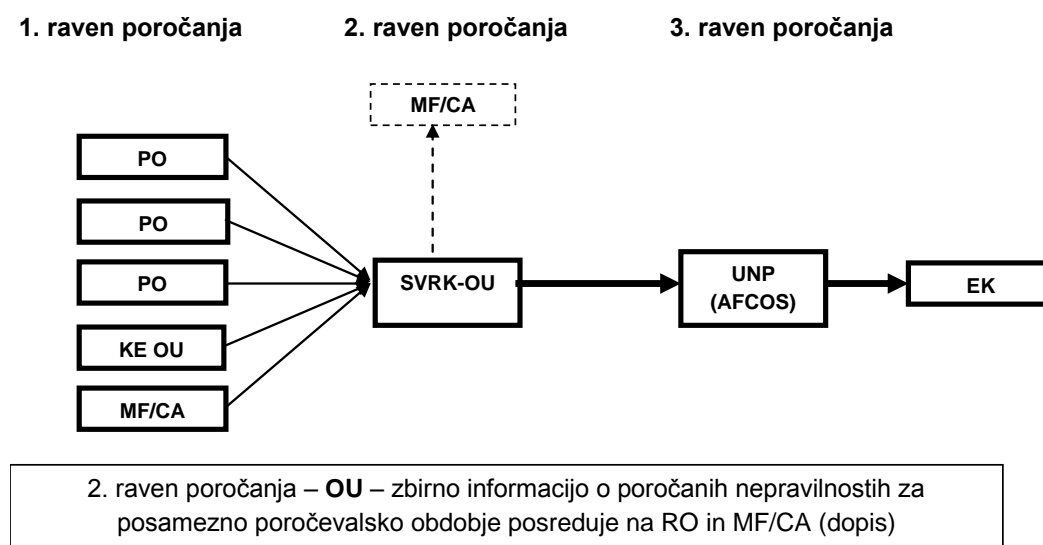 1. raven poročanja 2. raven poročanja 3. raven poročanja
MF/CA
PO
PO
PO
KE OU
MF/CA
SVRK-OU
UNP
(AFCOS)
EK
2. raven poročanja – OU – zbirno informacijo o poročanih nepravilnostih za
posamezno poročevalsko obdobje posreduje na RO in MF/CA (dopis)